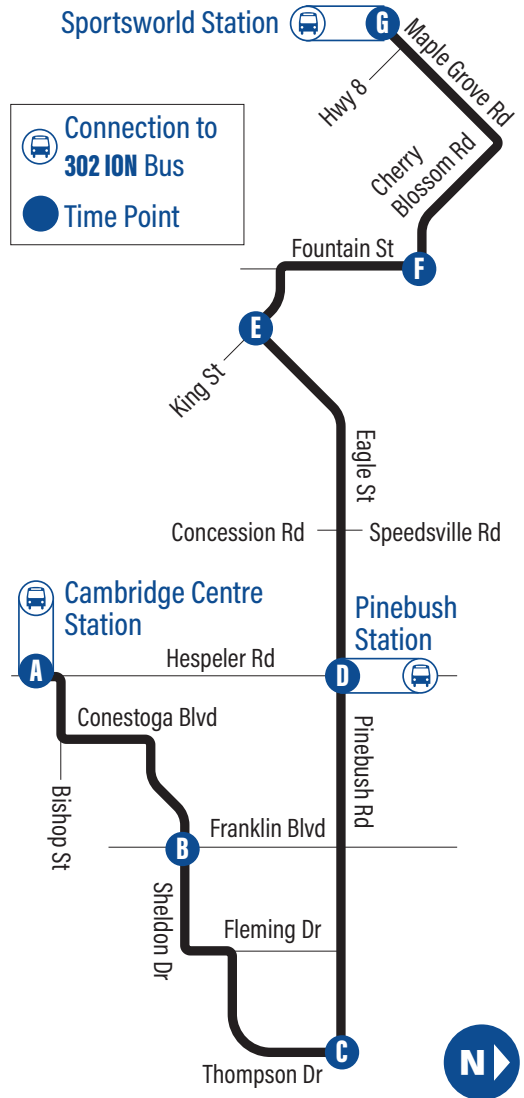 Sportsworld Station
G
Maple Grove Rd
Hwy 8
Connection to
302 ION Bus
Time Point
Cherry
Blossom Rd
Fountain St
F
E
King St
Eagle St
Concession Rd
Speedsville Rd
Cambridge Centre
Station
Pinebush
Station
Hespeler Rd
A
D
Conestoga Blvd
Pinebush Rd
Bishop St
Franklin Blvd
B
Sheldon Dr
Fleming Dr
C
Thompson Dr
N